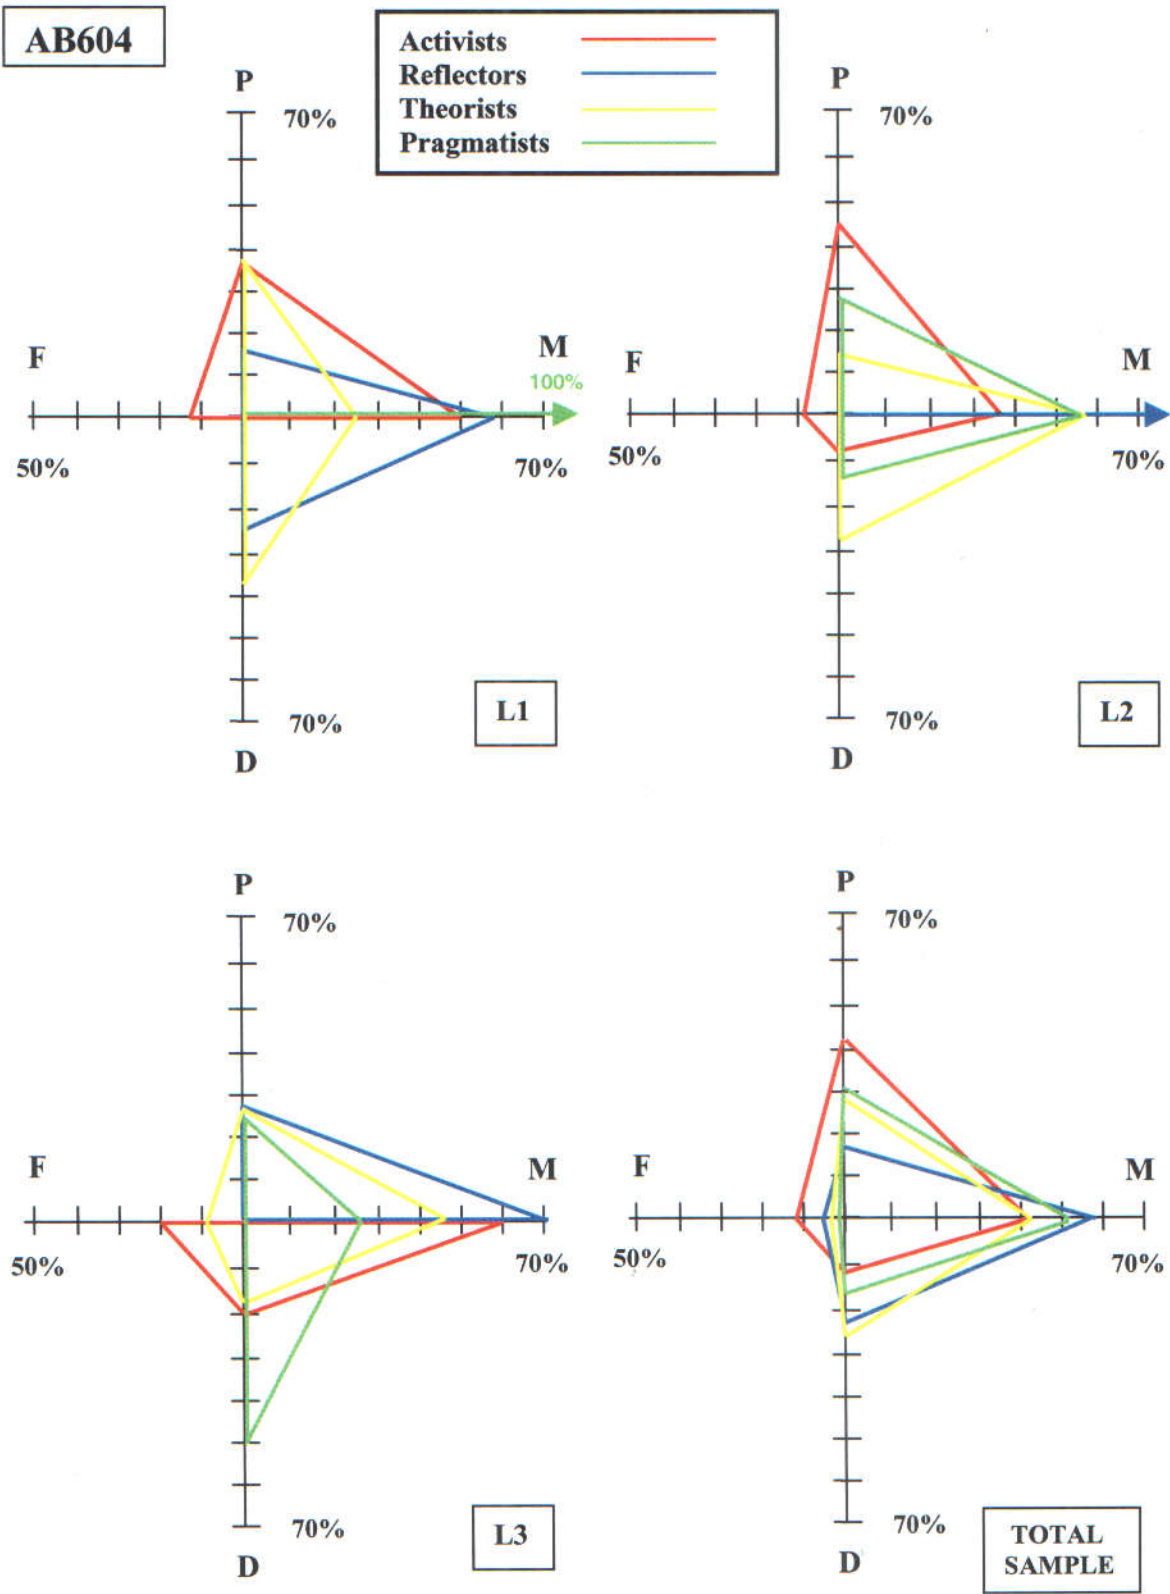 AB604
Activists
Reflectors
Theorists
Pragmatists
P
70%
F
M
100%
50%
70%
L1
70%
D
P
70%
F
M
50%
70%
L2
70%
D
P
70%
F
M
50%
70%
L3
70%
D
P
70%
F
M
50%
70%
70%
D
TOTAL
SAMPLE